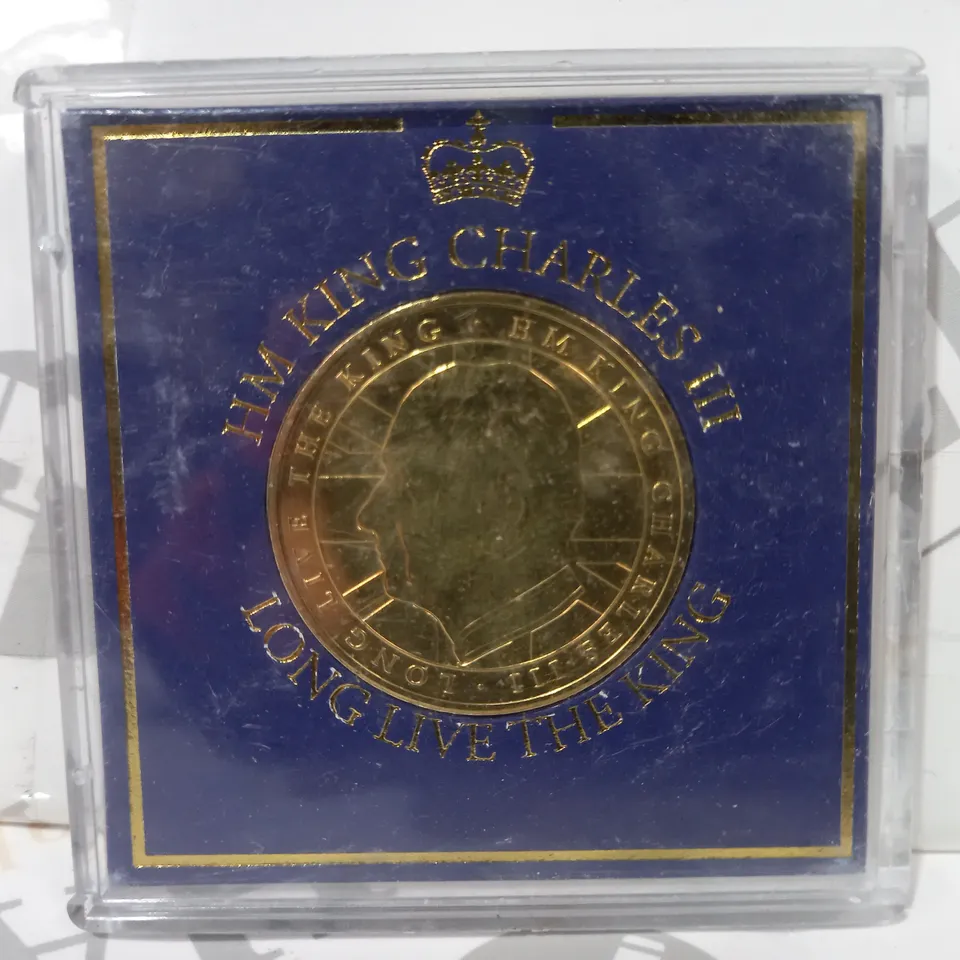 HM KING CHARLES III
HM KING CHARLES III · LONG LIVE THE KING ·
LONG LIVE THE KING